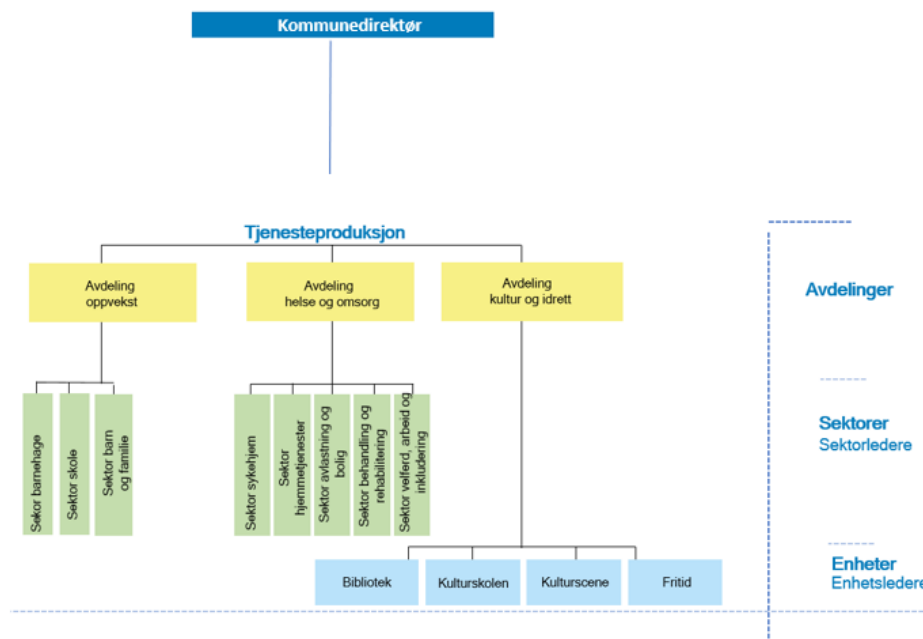 Kommunedirektør
Tjenesteproduksjon
Avdeling
oppvekst
Avdeling
helse og omsorg
Avdeling
kultur og idrett
Avdelinger
Sekor barnehage
Sektor skole
Sektor barn
og familie
Sektor sykehjem
Sektor
hjemmetjenester
Sektor avlastning og
bolig
Sektor behandling og
rehabilitering
Sektor velferd, arbeid og
inkludering
Sektorer
Sektorledere
Bibliotek
Kulturskolen
Kulturscene
Fritid
Enheter
Enhetsledere